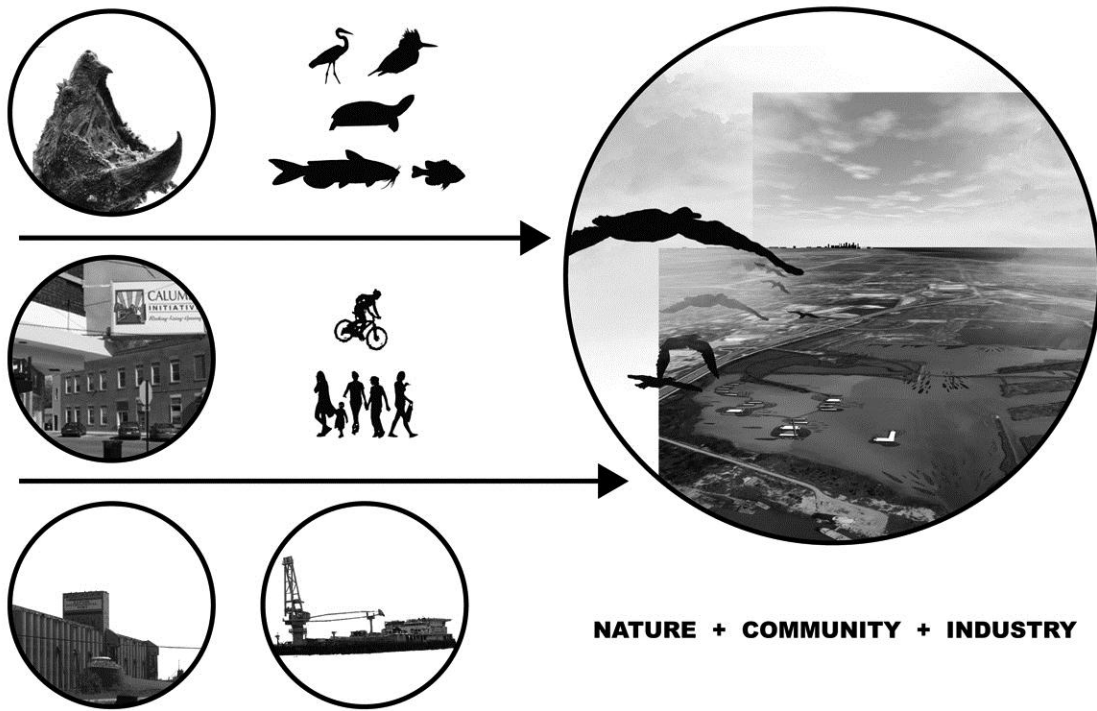 CALUM
INITIATIV
NATURE + COMMUNITY + INDUSTRY